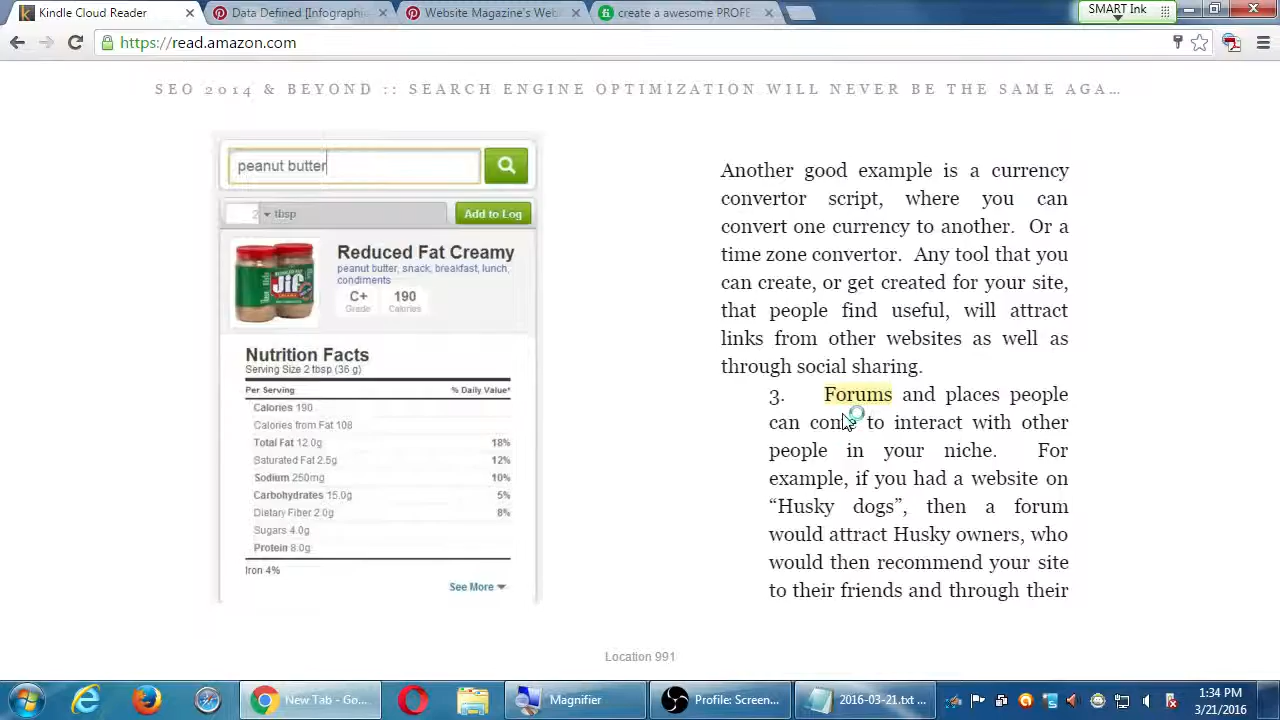 Kindle Cloud Reader
Data Defined [Infographi
Website Magazine's Web
create a awesome PROFE
SMART Ink
https://read.amazon.com
SEO 2014 & BEYOND :: SEARCH ENGINE OPTIMIZATION WILL NEVER BE THE SAME AGA…
peanut butter
2 tbsp
Add to Log
Reduced Fat Creamy
peanut butter, snack, breakfast, lunch,
condiments
C+ 190
Grade Calories
Jif
Nutrition Facts
Serving Size 2 tbsp (36 g)
Per Serving % Daily Value*
Calories 190
Calories from Fat 108
Total Fat 12.0g 18%
Saturated Fat 2.5g 12%
Sodium 250mg 10%
Carbohydrates 15.0g 5%
Dietary Fiber 2.0g 8%
Sugars 4.0g
Protein 8.0g
Iron 4%
See More
Another good example is a currency
convertor script, where you can
convert one currency to another. Or a
time zone convertor. Any tool that you
can create, or get created for your site,
that people find useful, will attract
links from other websites as well as
through social sharing.
3. Forums and places people
can come to interact with other
people in your niche. For
example, if you had a website on
“Husky dogs”, then a forum
would attract Husky owners, who
would then recommend your site
to their friends and through their
Location 991
New Tab - Go...
Magnifier
Profile: Screen...
2016-03-21.txt ...
1:34 PM
3/21/2016